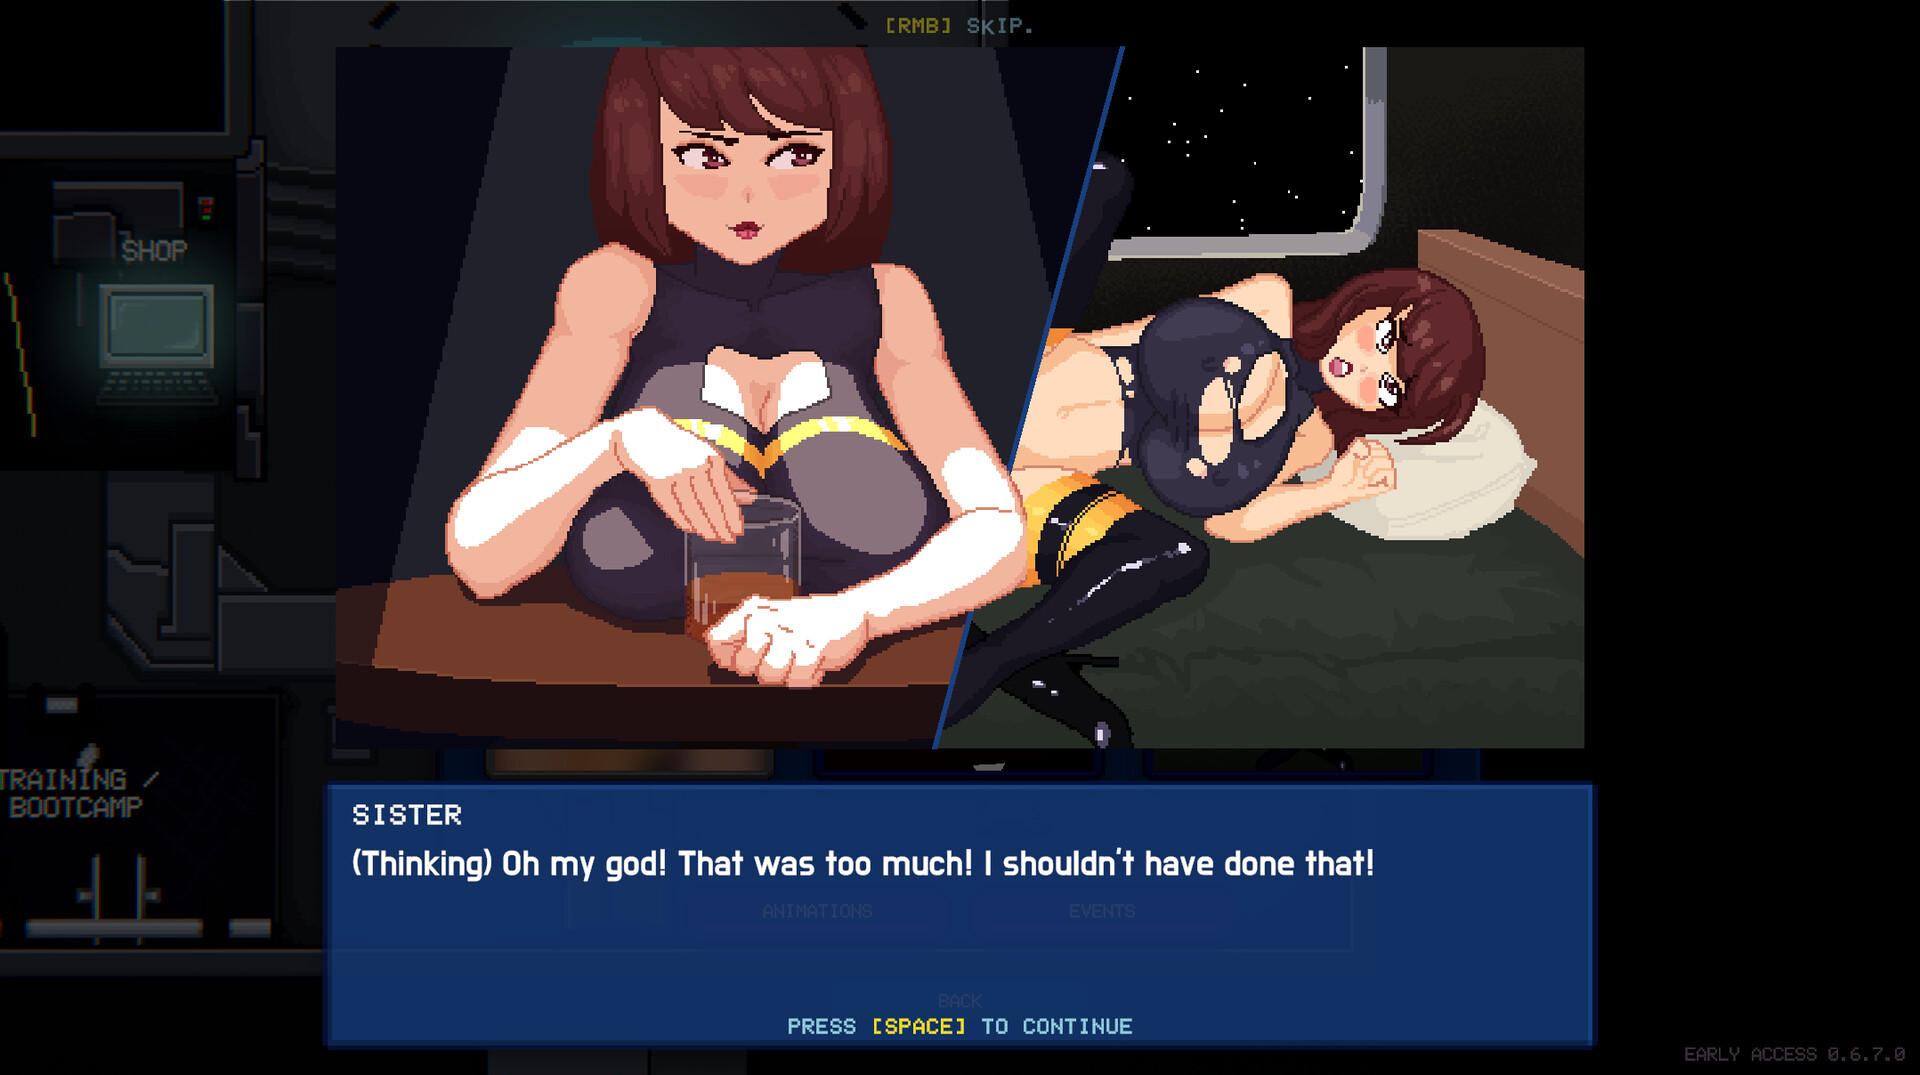 [RMB] SKIP.
SHOP
TRAINING /
BOOTCAMP
SISTER
(Thinking) Oh my god! That was too much! I shouldn't have done that!
ANIMATIONS
EVENTS
BACK
PRESS [SPACE] TO CONTINUE
EARLY ACCESS 0.6.7.0